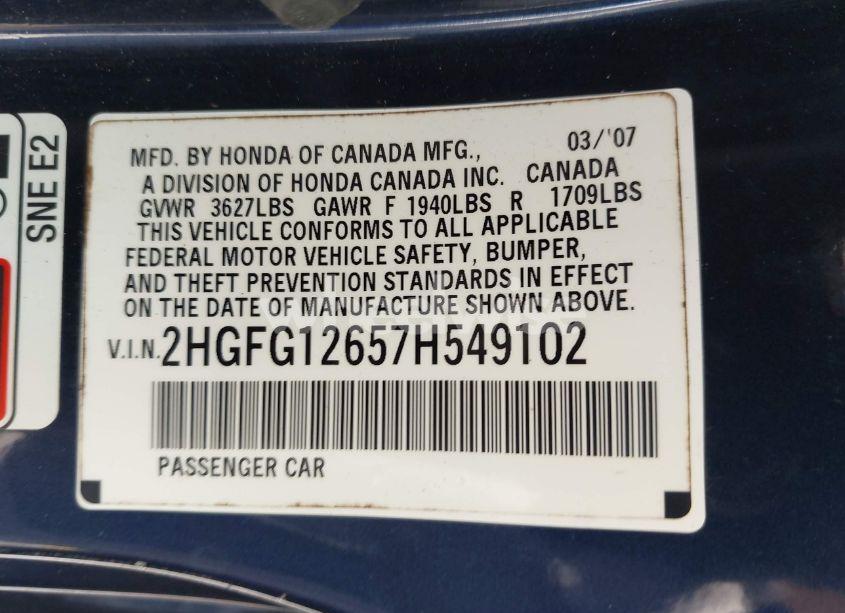 SNE E2
MFD. BY HONDA OF CANADA MFG., 03/'07
A DIVISION OF HONDA CANADA INC. CANADA
GVWR 3627LBS GAWR F 1940LBS R 1709LBS
THIS VEHICLE CONFORMS TO ALL APPLICABLE
FEDERAL MOTOR VEHICLE SAFETY, BUMPER,
AND THEFT PREVENTION STANDARDS IN EFFECT
ON THE DATE OF MANUFACTURE SHOWN ABOVE.
V.I.N. 2HGFG12657H549102
PASSENGER CAR